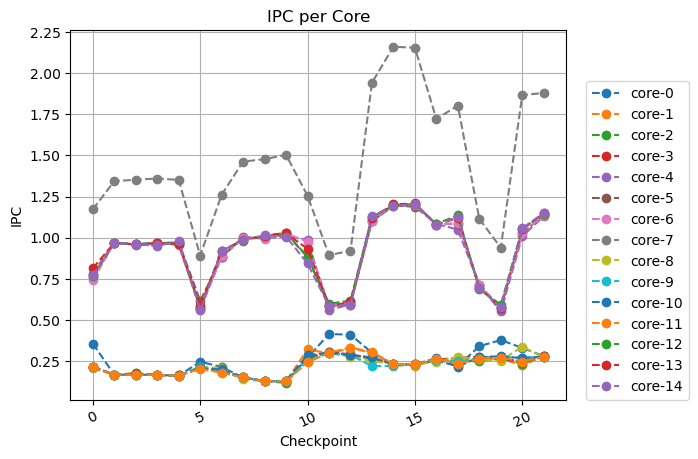 IPC per Core
2.25
2.00
1.75
1.50
1.25
1.00
0.75
0.50
0.25
IPC
0
5
10
15
20
Checkpoint
core-0
core-1
core-2
core-3
core-4
core-5
core-6
core-7
core-8
core-9
core-10
core-11
core-12
core-13
core-14